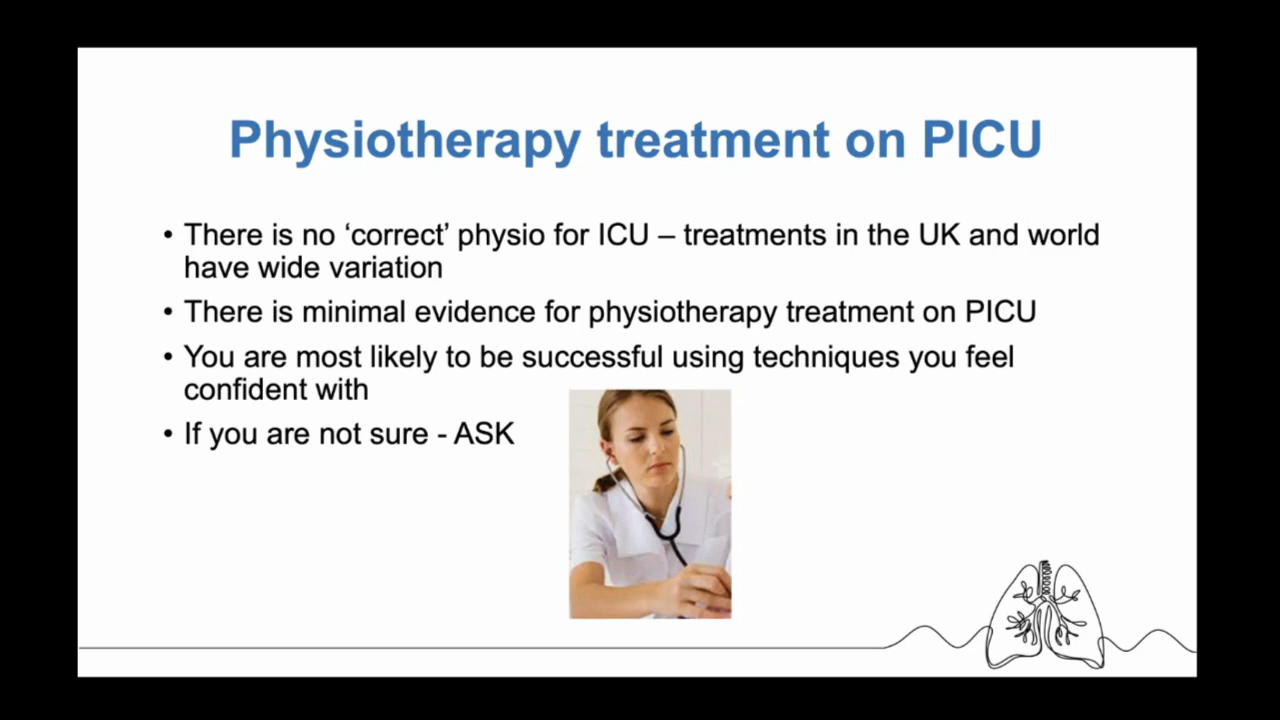 Physiotherapy treatment on PICU
• There is no ‘correct’ physio for ICU – treatments in the UK and world
have wide variation
• There is minimal evidence for physiotherapy treatment on PICU
• You are most likely to be successful using techniques you feel
confident with
• If you are not sure - ASK